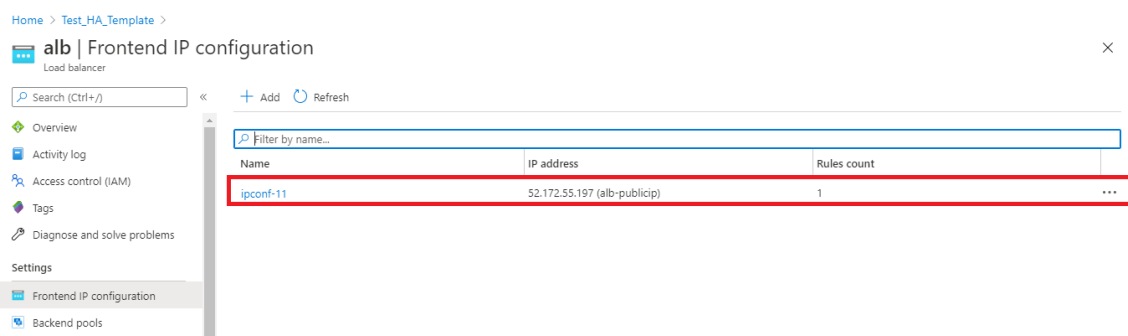 Home > Test_HA_Template >
alb | Frontend IP configuration
Load balancer
Search (Ctrl+/)
«
Overview
Activity log
Access control (IAM)
Tags
Diagnose and solve problems
Settings
Frontend IP configuration
Backend pools
+ Add Refresh
Filter by name...
Name IP address Rules count
ipconf-11 52.172.55.197 (alb-publicip) 1 ...